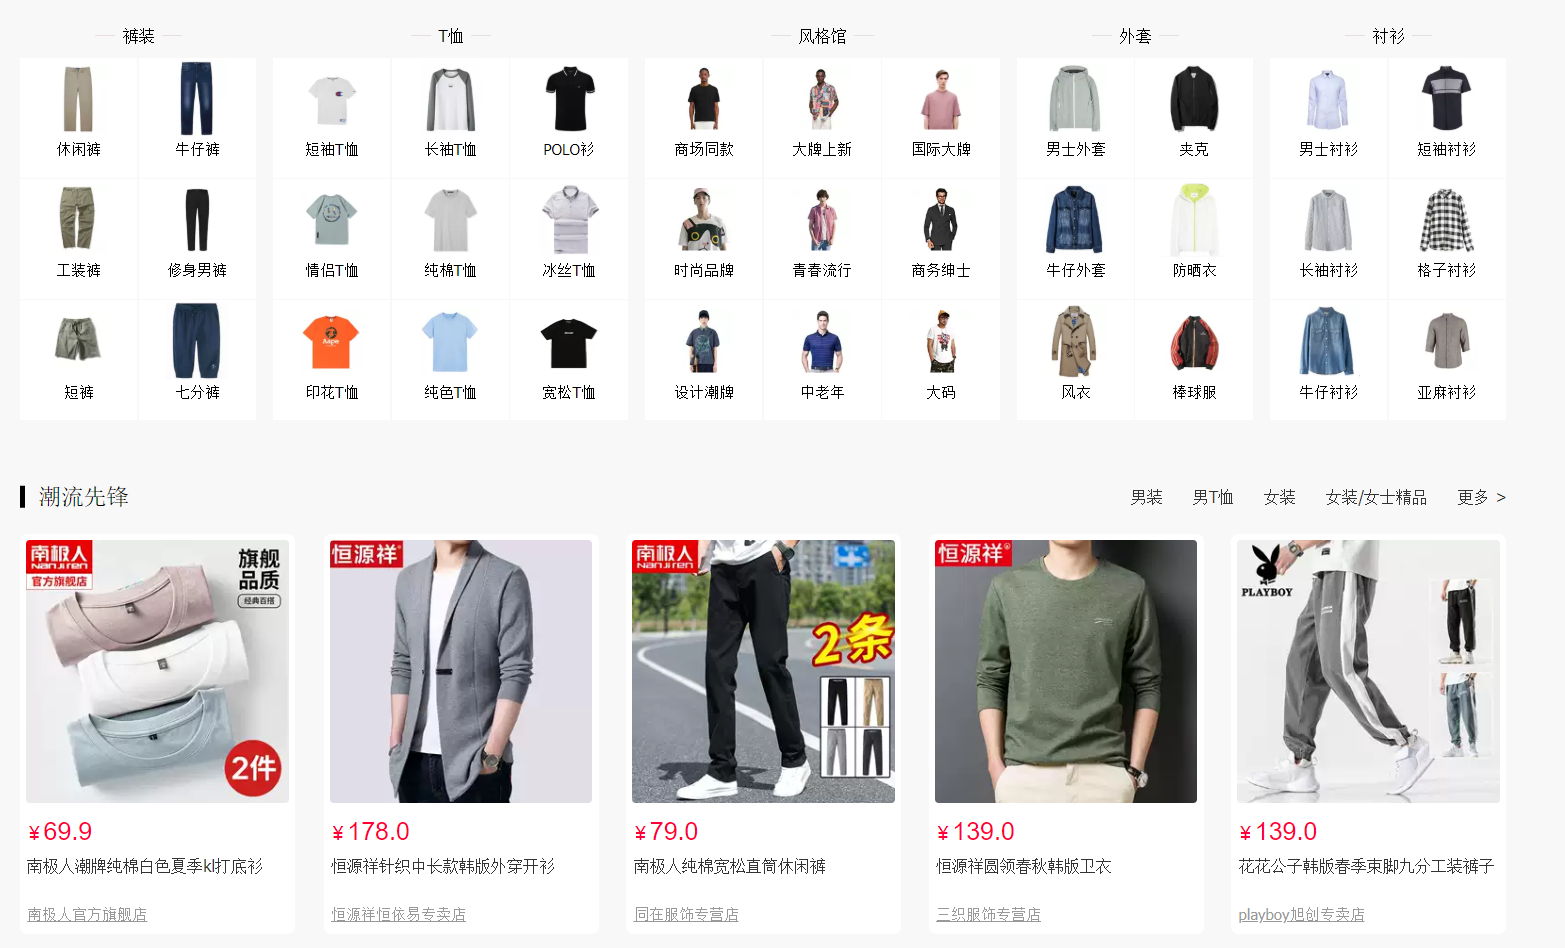 裤装
T恤
风格馆
外套
衬衫
休闲裤
牛仔裤
短袖T恤
长袖T恤
POLO衫
商场同款
大牌上新
国际大牌
男士外套
夹克
男士衬衫
短袖衬衫
工装裤
修身男裤
情侣T恤
纯棉T恤
冰丝T恤
时尚品牌
青春流行
商务绅士
牛仔外套
防晒衣
长袖衬衫
格子衬衫
短裤
七分裤
印花T恤
纯色T恤
宽松T恤
设计潮牌
中老年
大码
风衣
棒球服
牛仔衬衫
亚麻衬衫
潮流先锋
男装
男T恤
女装
女装/女士精品
更多 >
南极人
Nanjiren
官方旗舰店
旗舰
品质
经典百搭
2件
恒源祥
南极人
Nanjiren
2条
恒源祥
PLAYBOY
¥69.9
¥178.0
¥79.0
¥139.0
¥139.0
南极人潮牌纯棉白色夏季kl打底衫
恒源祥针织中长款韩版外穿开衫
南极人纯棉宽松直筒休闲裤
恒源祥圆领春秋韩版卫衣
花花公子韩版春季束脚九分工装裤子
南极人官方旗舰店
恒源祥恒依易专卖店
同在服饰专营店
三织服饰专营店
playboy旭创专卖店